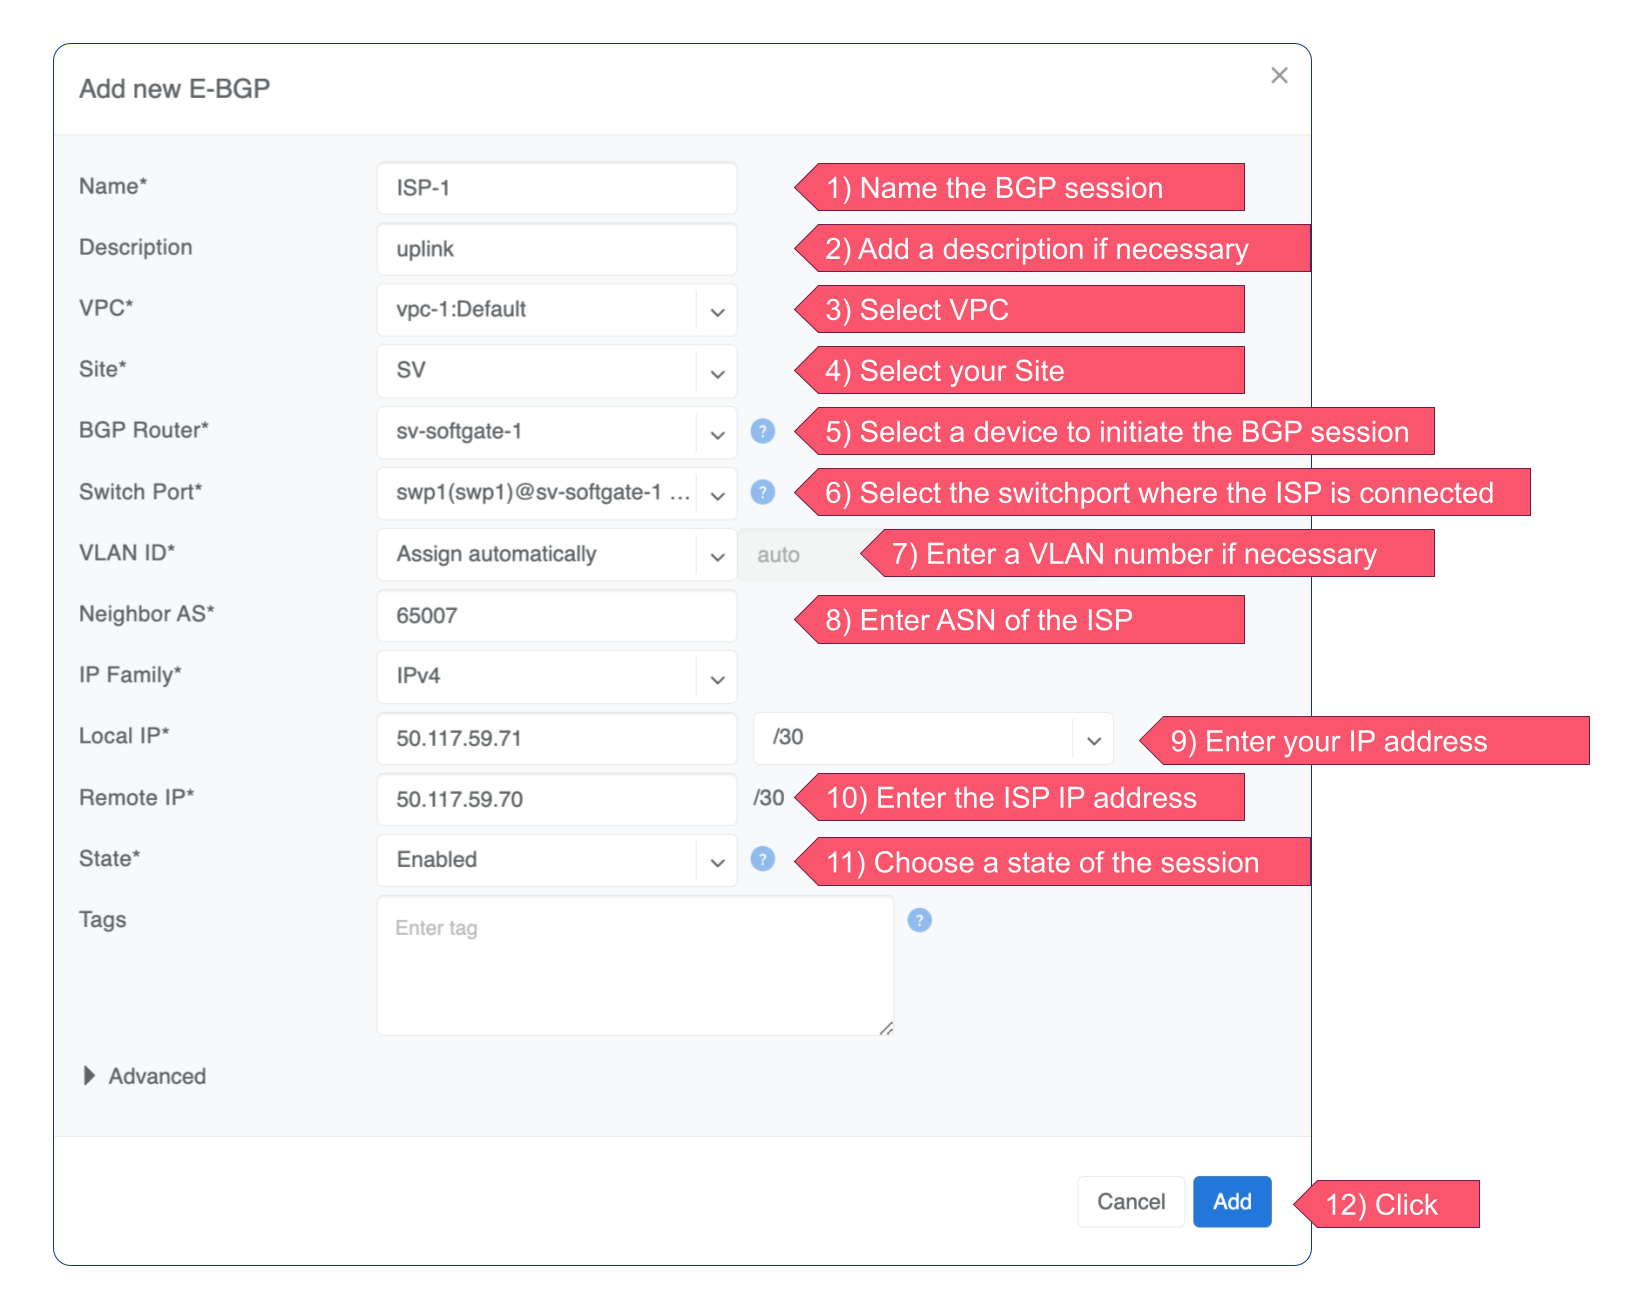 Add new E-BGP
×
Name* ISP-1 1) Name the BGP session
Description uplink 2) Add a description if necessary
VPC* vpc-1:Default 3) Select VPC
Site* SV 4) Select your Site
BGP Router* sv-softgate-1 ? 5) Select a device to initiate the BGP session
Switch Port* swp1(swp1)@sv-softgate-1 ... ? 6) Select the switchport where the ISP is connected
VLAN ID* Assign automatically auto 7) Enter a VLAN number if necessary
Neighbor AS* 65007 8) Enter ASN of the ISP
IP Family* IPv4
Local IP* 50.117.59.71 /30 9) Enter your IP address
Remote IP* 50.117.59.70 /30 10) Enter the ISP IP address
State* Enabled ? 11) Choose a state of the session
Tags Enter tag ?
Advanced
Cancel Add 12) Click